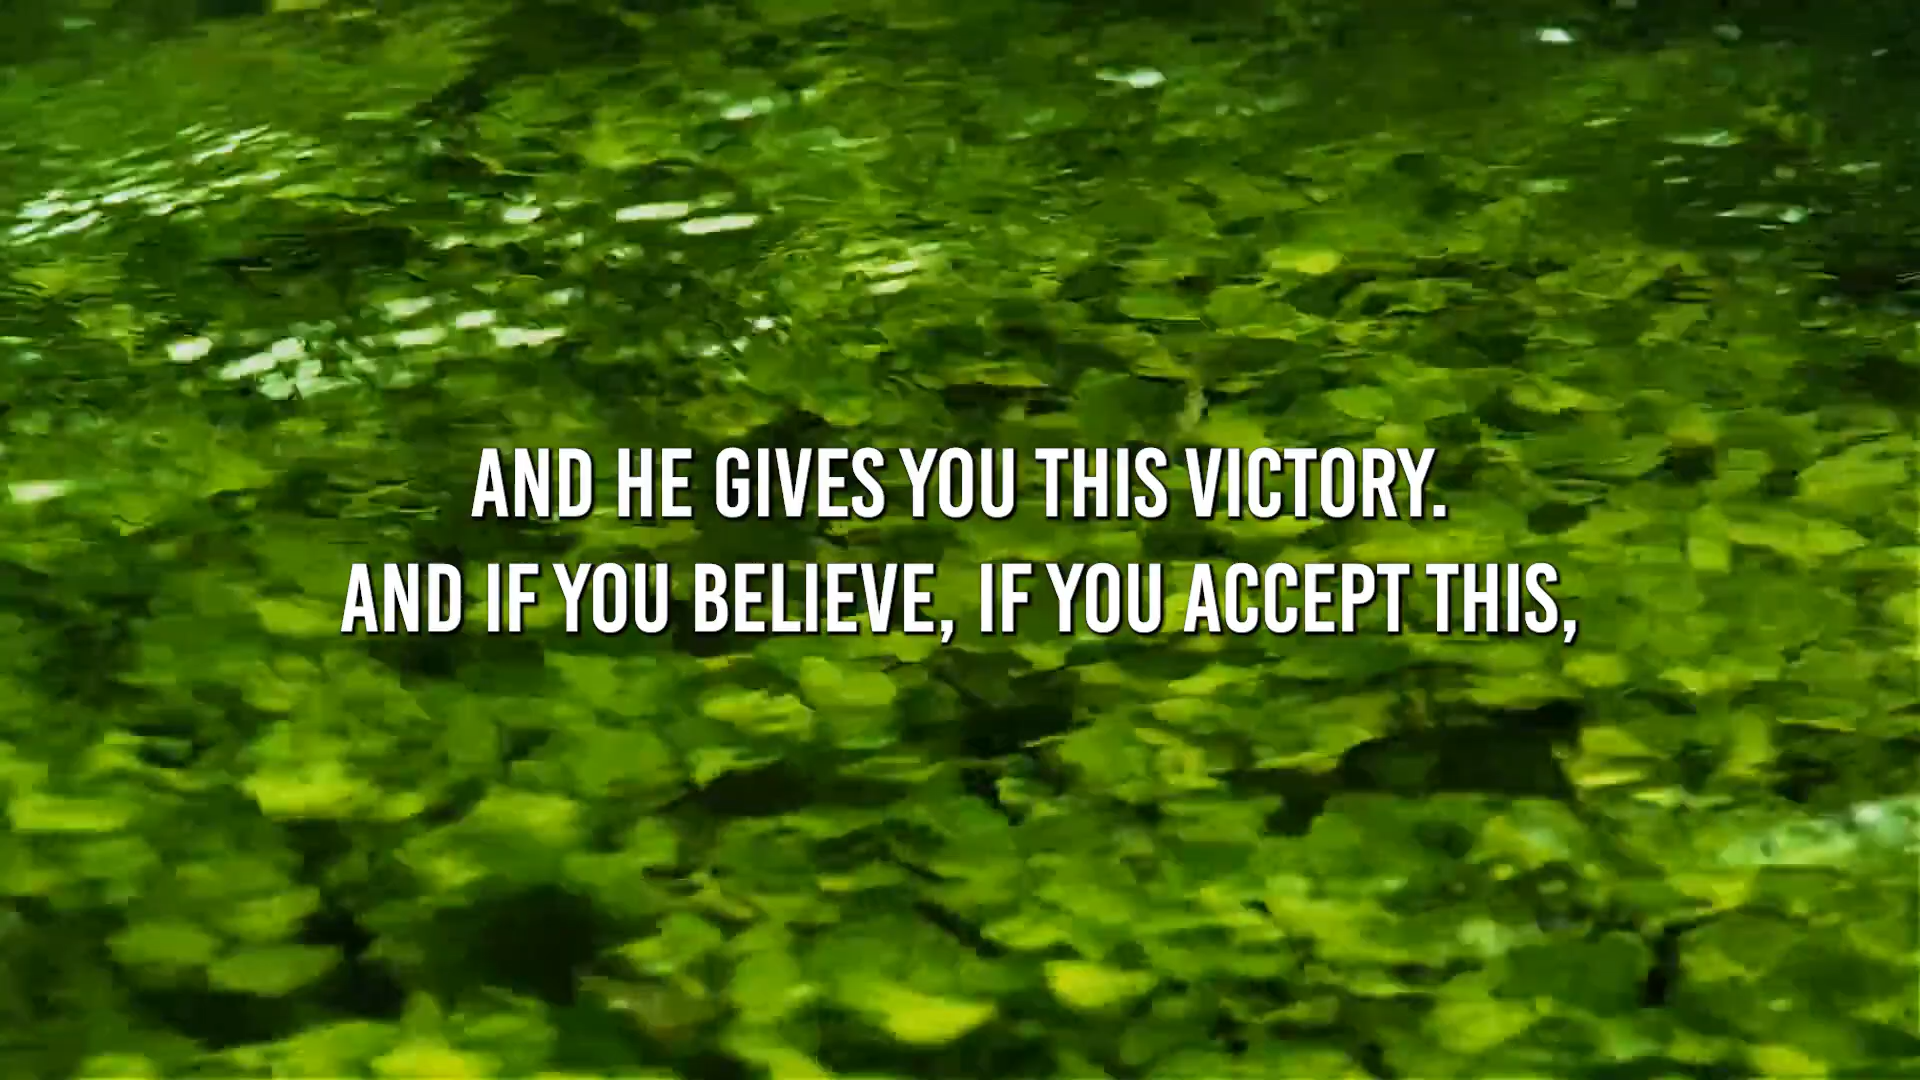 AND HE GIVES YOU THIS VICTORY.
AND IF YOU BELIEVE, IF YOU ACCEPT THIS,